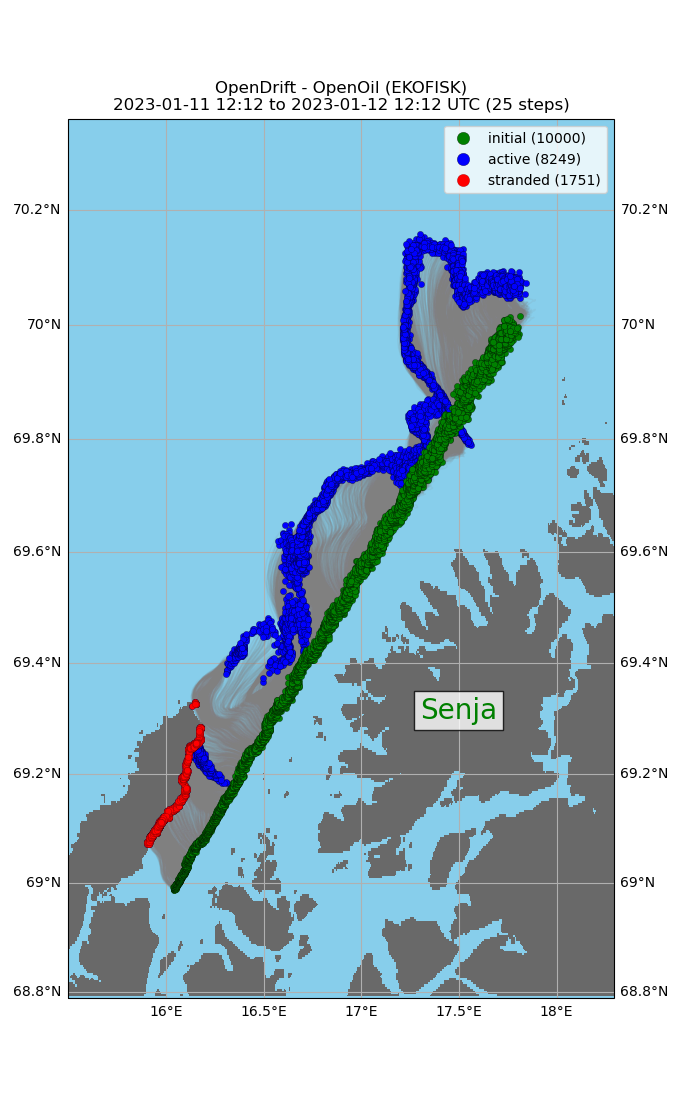 OpenDrift - OpenOil (EKOFISK)
2023-01-11 12:12 to 2023-01-12 12:12 UTC (25 steps)
initial (10000)
active (8249)
stranded (1751)
70.2°N 70.2°N
70°N 70°N
69.8°N 69.8°N
69.6°N 69.6°N
69.4°N 69.4°N
Senja
69.2°N 69.2°N
69°N 69°N
68.8°N 68.8°N
16°E 16.5°E 17°E 17.5°E 18°E